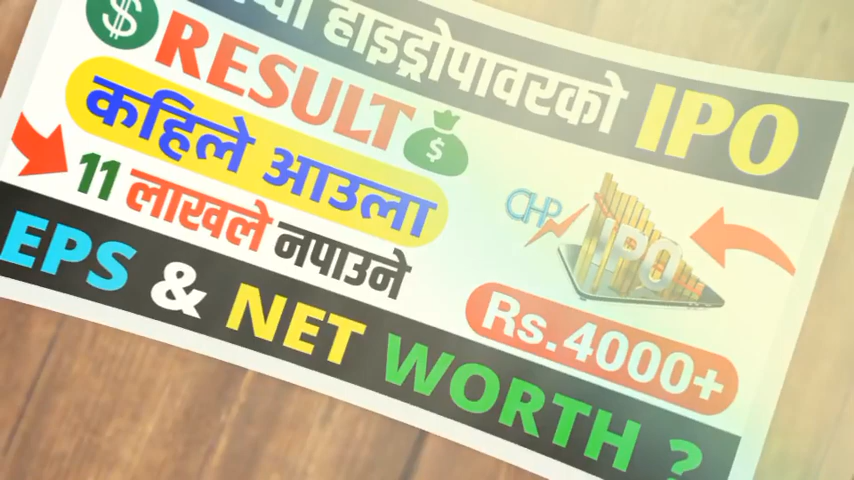 हाइड्रोपावरको IPO
$
RESULT
$
कहिले आउला
11 लाखले नपाउने
CHP
IPO
Rs.4000+
EPS & NET WORTH ?